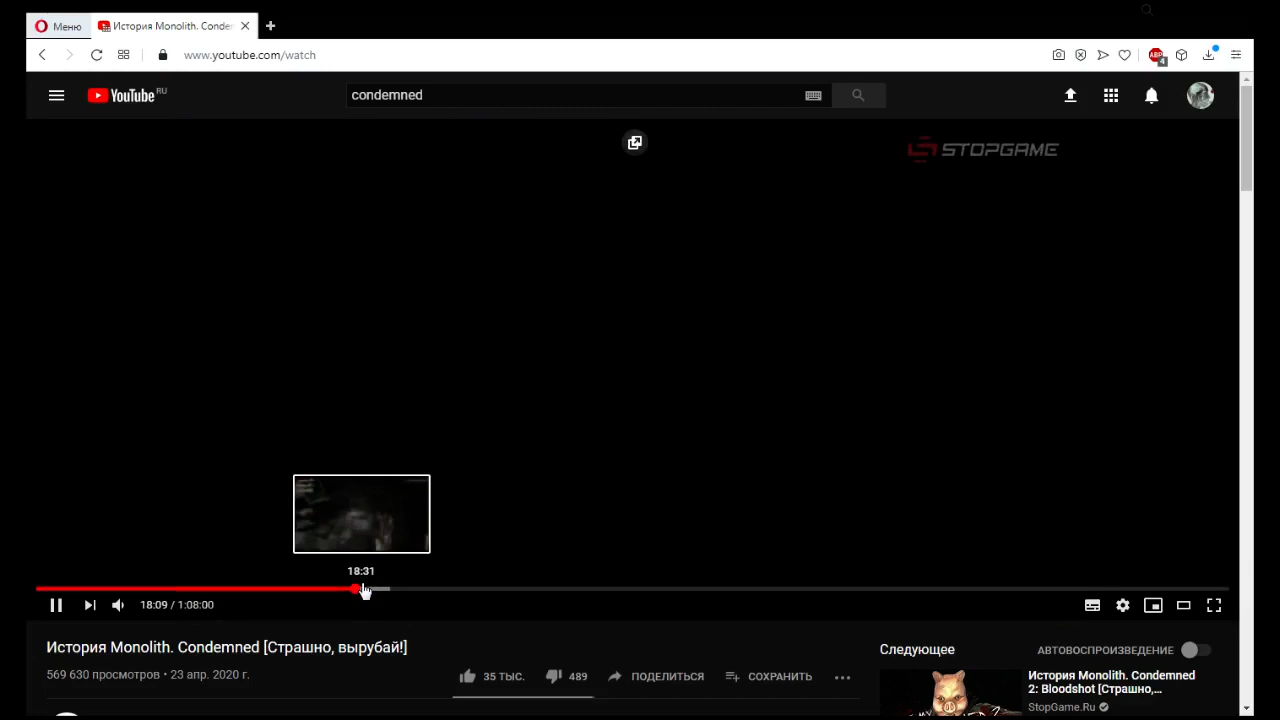 Меню
История Monolith. Conde
www.youtube.com/watch
ABP
4
YouTube RU
condemned
STOPGAME
18:31
18:09 / 1:08:00
История Monolith. Condemned [Страшно, вырубай!]
569 630 просмотров • 23 апр. 2020 г.
35 ТЫС.
489
ПОДЕЛИТЬСЯ
СОХРАНИТЬ
Следующее
АВТОВОСПРОИЗВЕДЕНИЕ
История Monolith. Condemned
2: Bloodshot [Страшно,...
StopGame.Ru